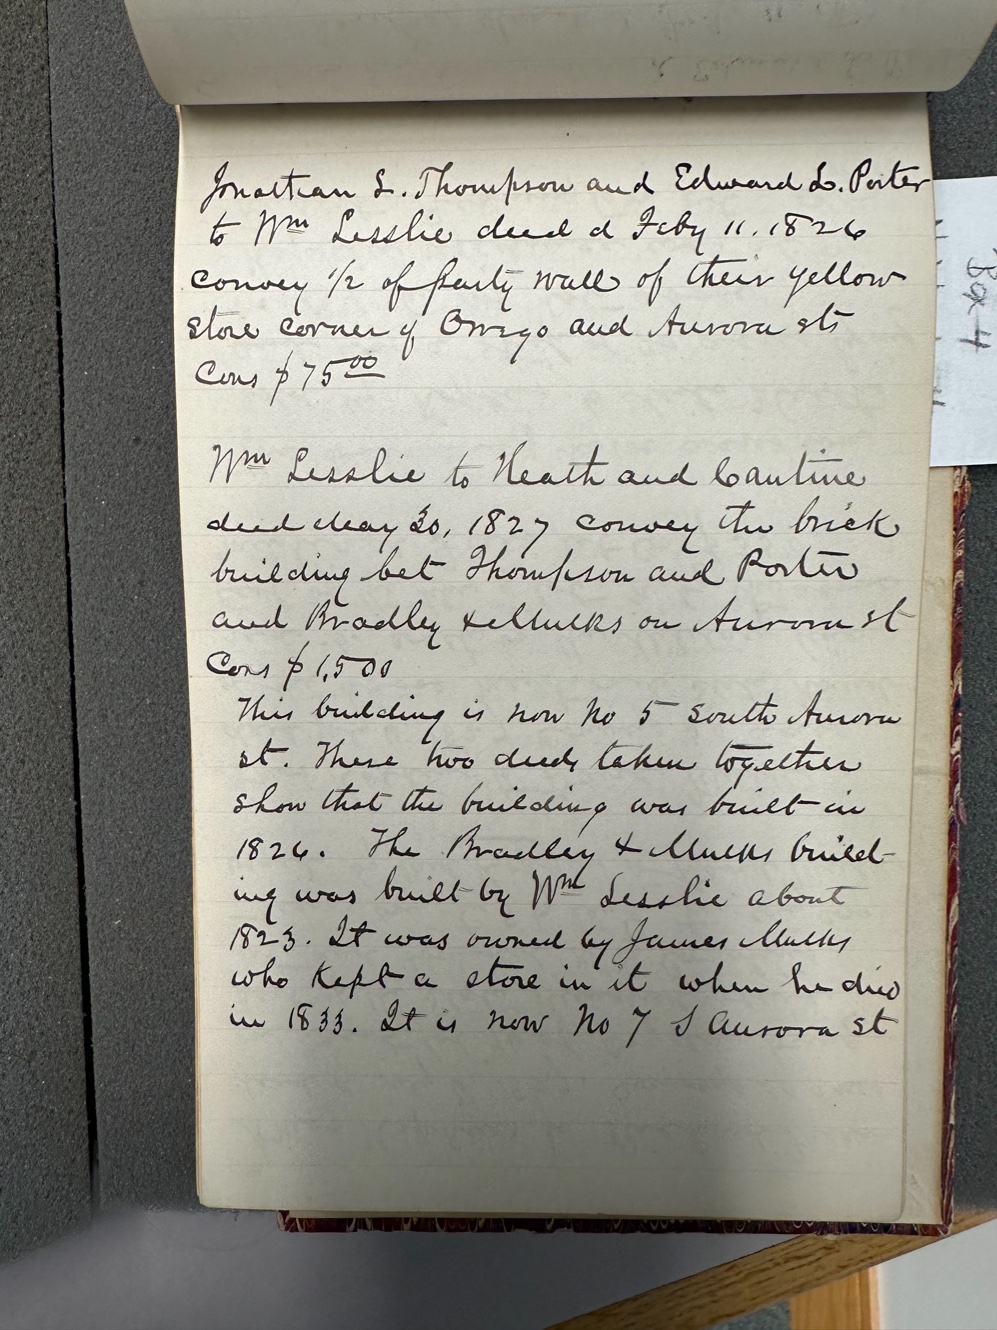 Jonathan L. Thompson and Edward L. Porter
to Wm Lesslie deed d Feby 11. 1826
convey 1/2 of party wall of their yellow
store corner of Owego and Aurora sts
Cons $75.00
Wm Lesslie to Heath and Cantine
deed May 30, 1827 convey the brick
building bet Thompson and Porter
and Bradley & Mulks on Aurora st
Cons $1,500
This building is now No 5 South Aurora
st. These two deeds taken together
show that the building was built in
1826. The Bradley & Mulks build-
ing was built by Wm Lesslie about
1823. It was owned by James Mulks
who kept a store in it when he died
in 1833. It is now No 7 S Aurora st
Box 4